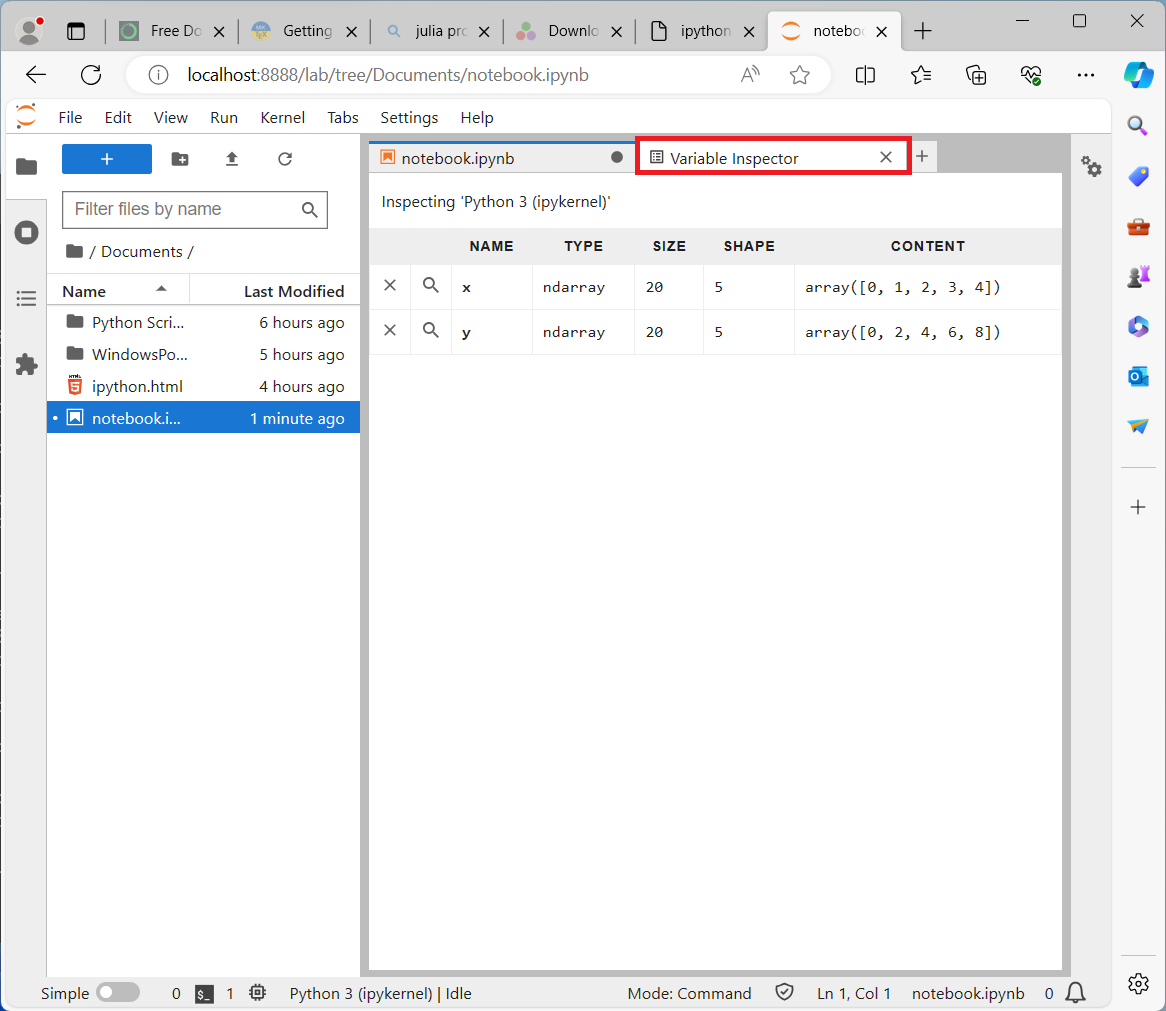 Free Do
Getting
julia pro
Downlo
ipython
noteboo
localhost:8888/lab/tree/Documents/notebook.ipynb
File Edit View Run Kernel Tabs Settings Help
notebook.ipynb
Variable Inspector
Filter files by name
Inspecting 'Python 3 (ipykernel)'
/ Documents /
NAME TYPE SIZE SHAPE CONTENT
x ndarray 20 5 array([0, 1, 2, 3, 4])
y ndarray 20 5 array([0, 2, 4, 6, 8])
Name Last Modified
Python Scri... 6 hours ago
WindowsPo... 5 hours ago
ipython.html 4 hours ago
notebook.i... 1 minute ago
Simple 0 $_ 1 Python 3 (ipykernel) | Idle Mode: Command Ln 1, Col 1 notebook.ipynb 0